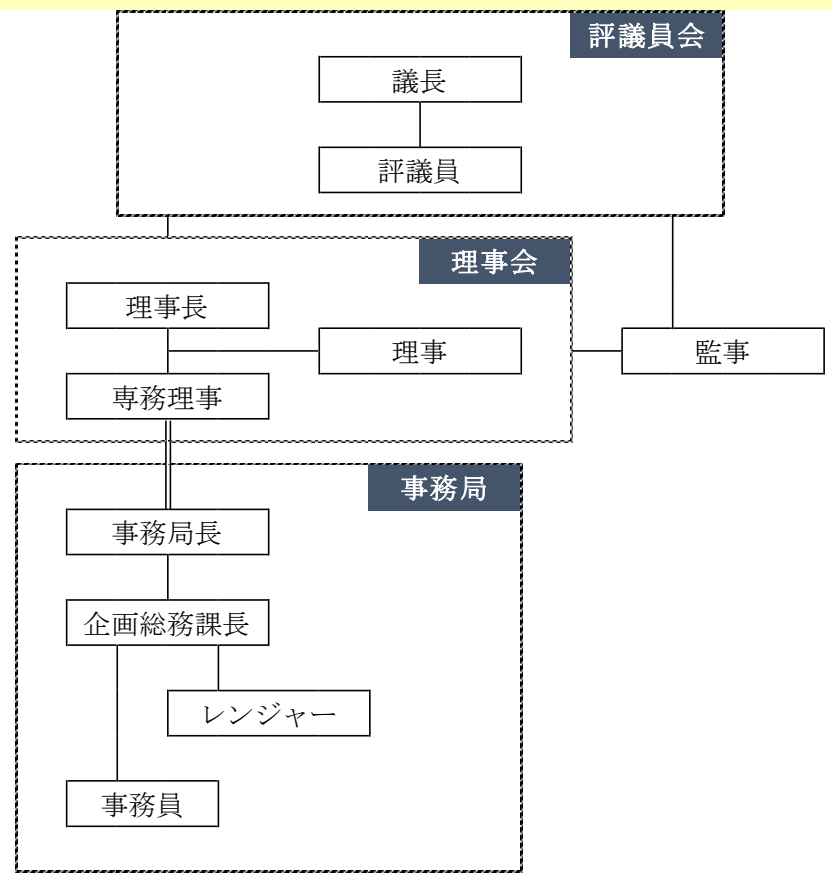 評議員会
議長
評議員
理事会
理事長
理事
監事
専務理事
事務局
事務局長
企画総務課長
レンジャー
事務員